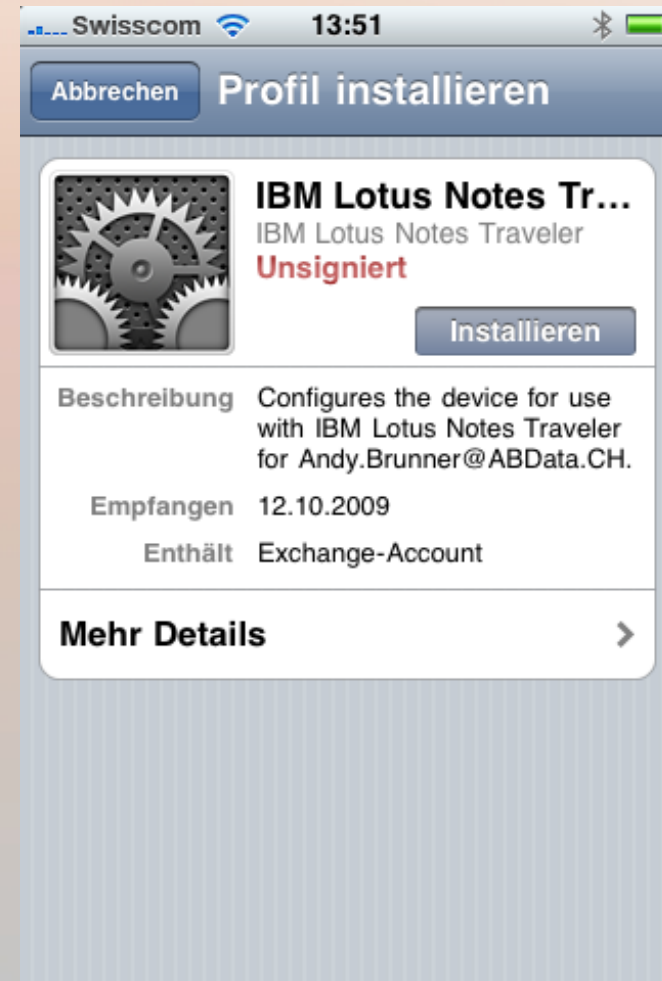 Swisscom 13:51
Abbrechen Profil installieren
IBM Lotus Notes Tr...
IBM Lotus Notes Traveler
Unsigniert
Installieren
Beschreibung Configures the device for use
with IBM Lotus Notes Traveler
for Andy.Brunner@ABData.CH.
Empfangen 12.10.2009
Enthält Exchange-Account
Mehr Details